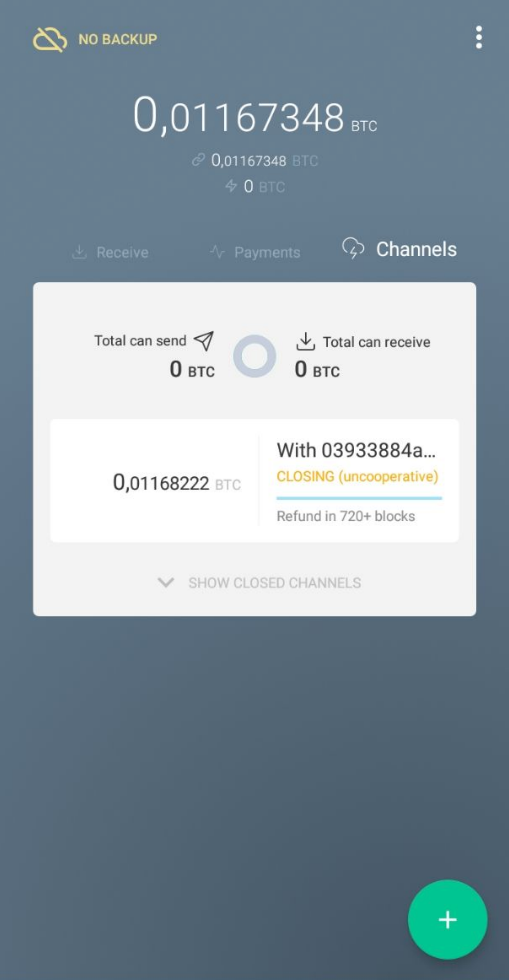 NO BACKUP
0,01167348 BTC
0,01167348 BTC
0 BTC
Receive
Payments
Channels
Total can send
0 BTC
Total can receive
0 BTC
0,01168222 BTC
With 03933884a...
CLOSING (uncooperative)
Refund in 720+ blocks
SHOW CLOSED CHANNELS